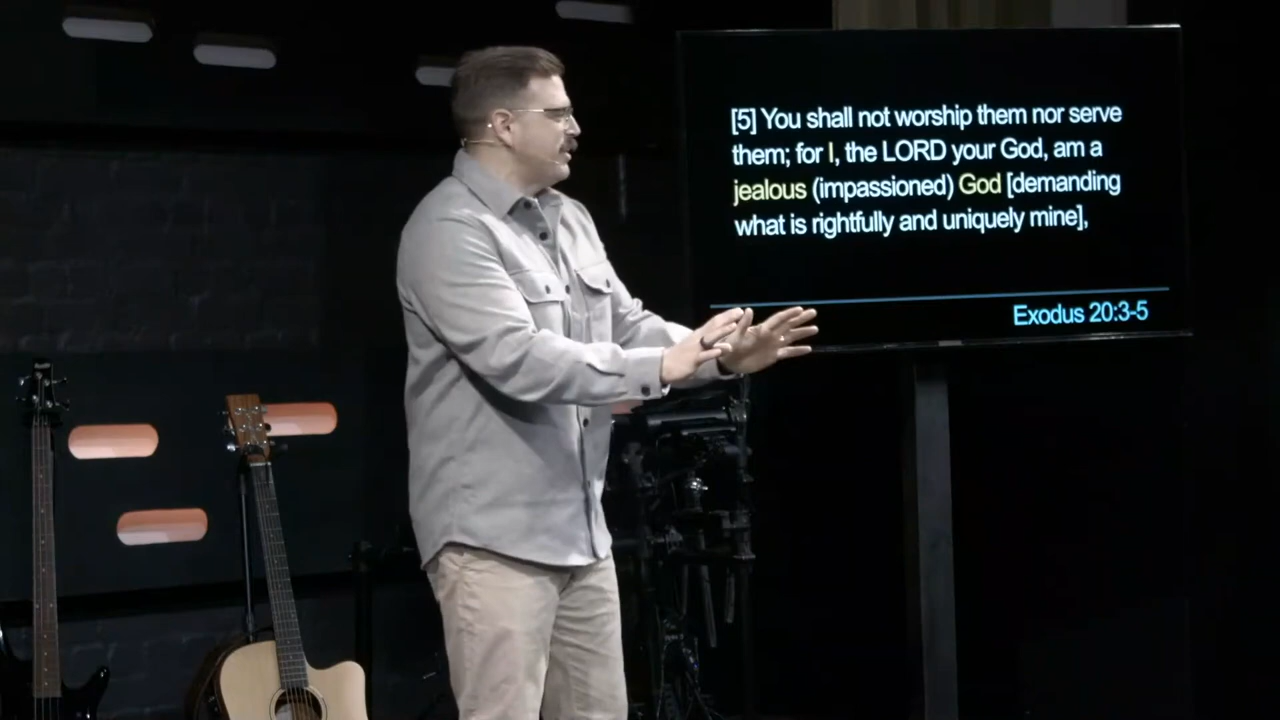 [5] You shall not worship them nor serve
them; for I, the LORD your God, am a
jealous (impassioned) God [demanding
what is rightfully and uniquely mine],
Exodus 20:3-5